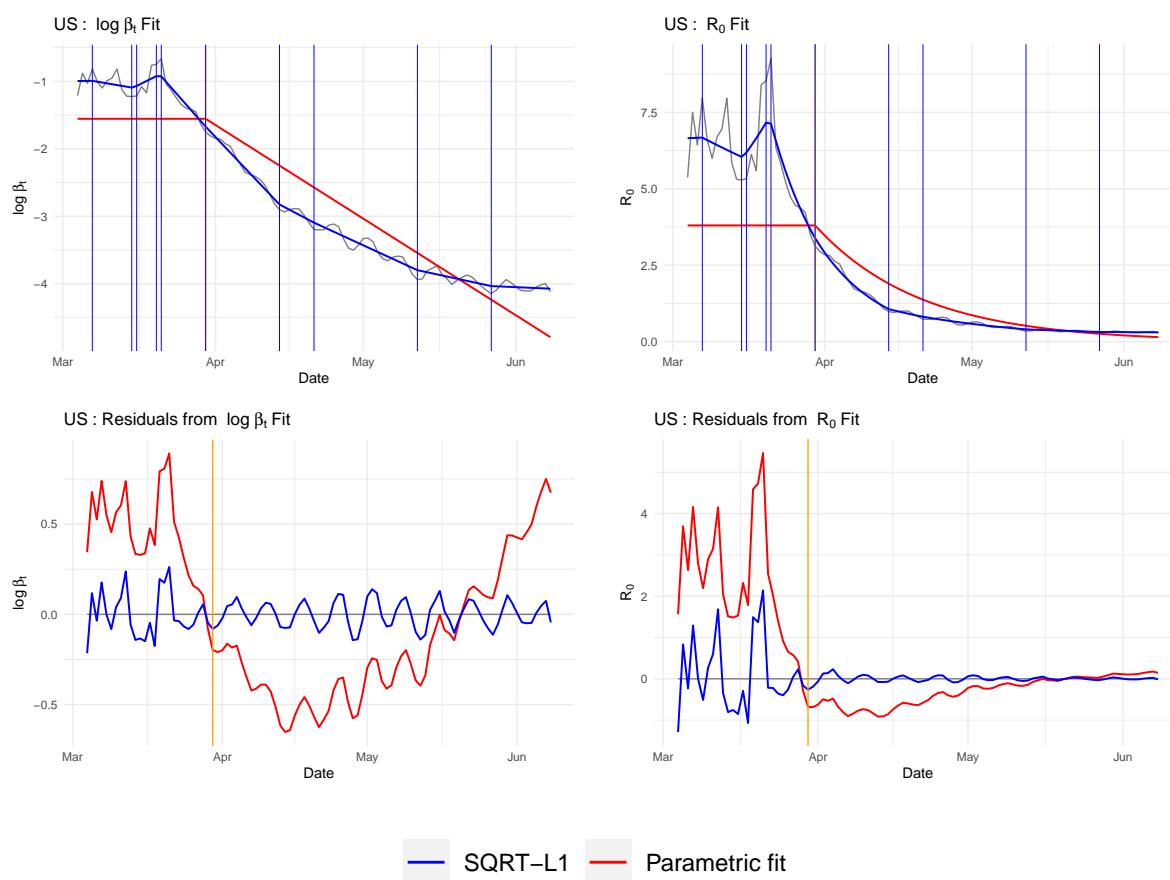 US : log βt Fit
US : R0 Fit
log βt
−1
−2
−3
−4
Mar
Apr
May
Jun
Date
R0
7.5
5.0
2.5
0.0
Mar
Apr
May
Jun
Date
US : Residuals from log βt Fit
US : Residuals from R0 Fit
log βt
0.5
0.0
−0.5
Mar
Apr
May
Jun
Date
R0
4
2
0
Mar
Apr
May
Jun
Date
SQRT−L1
Parametric fit